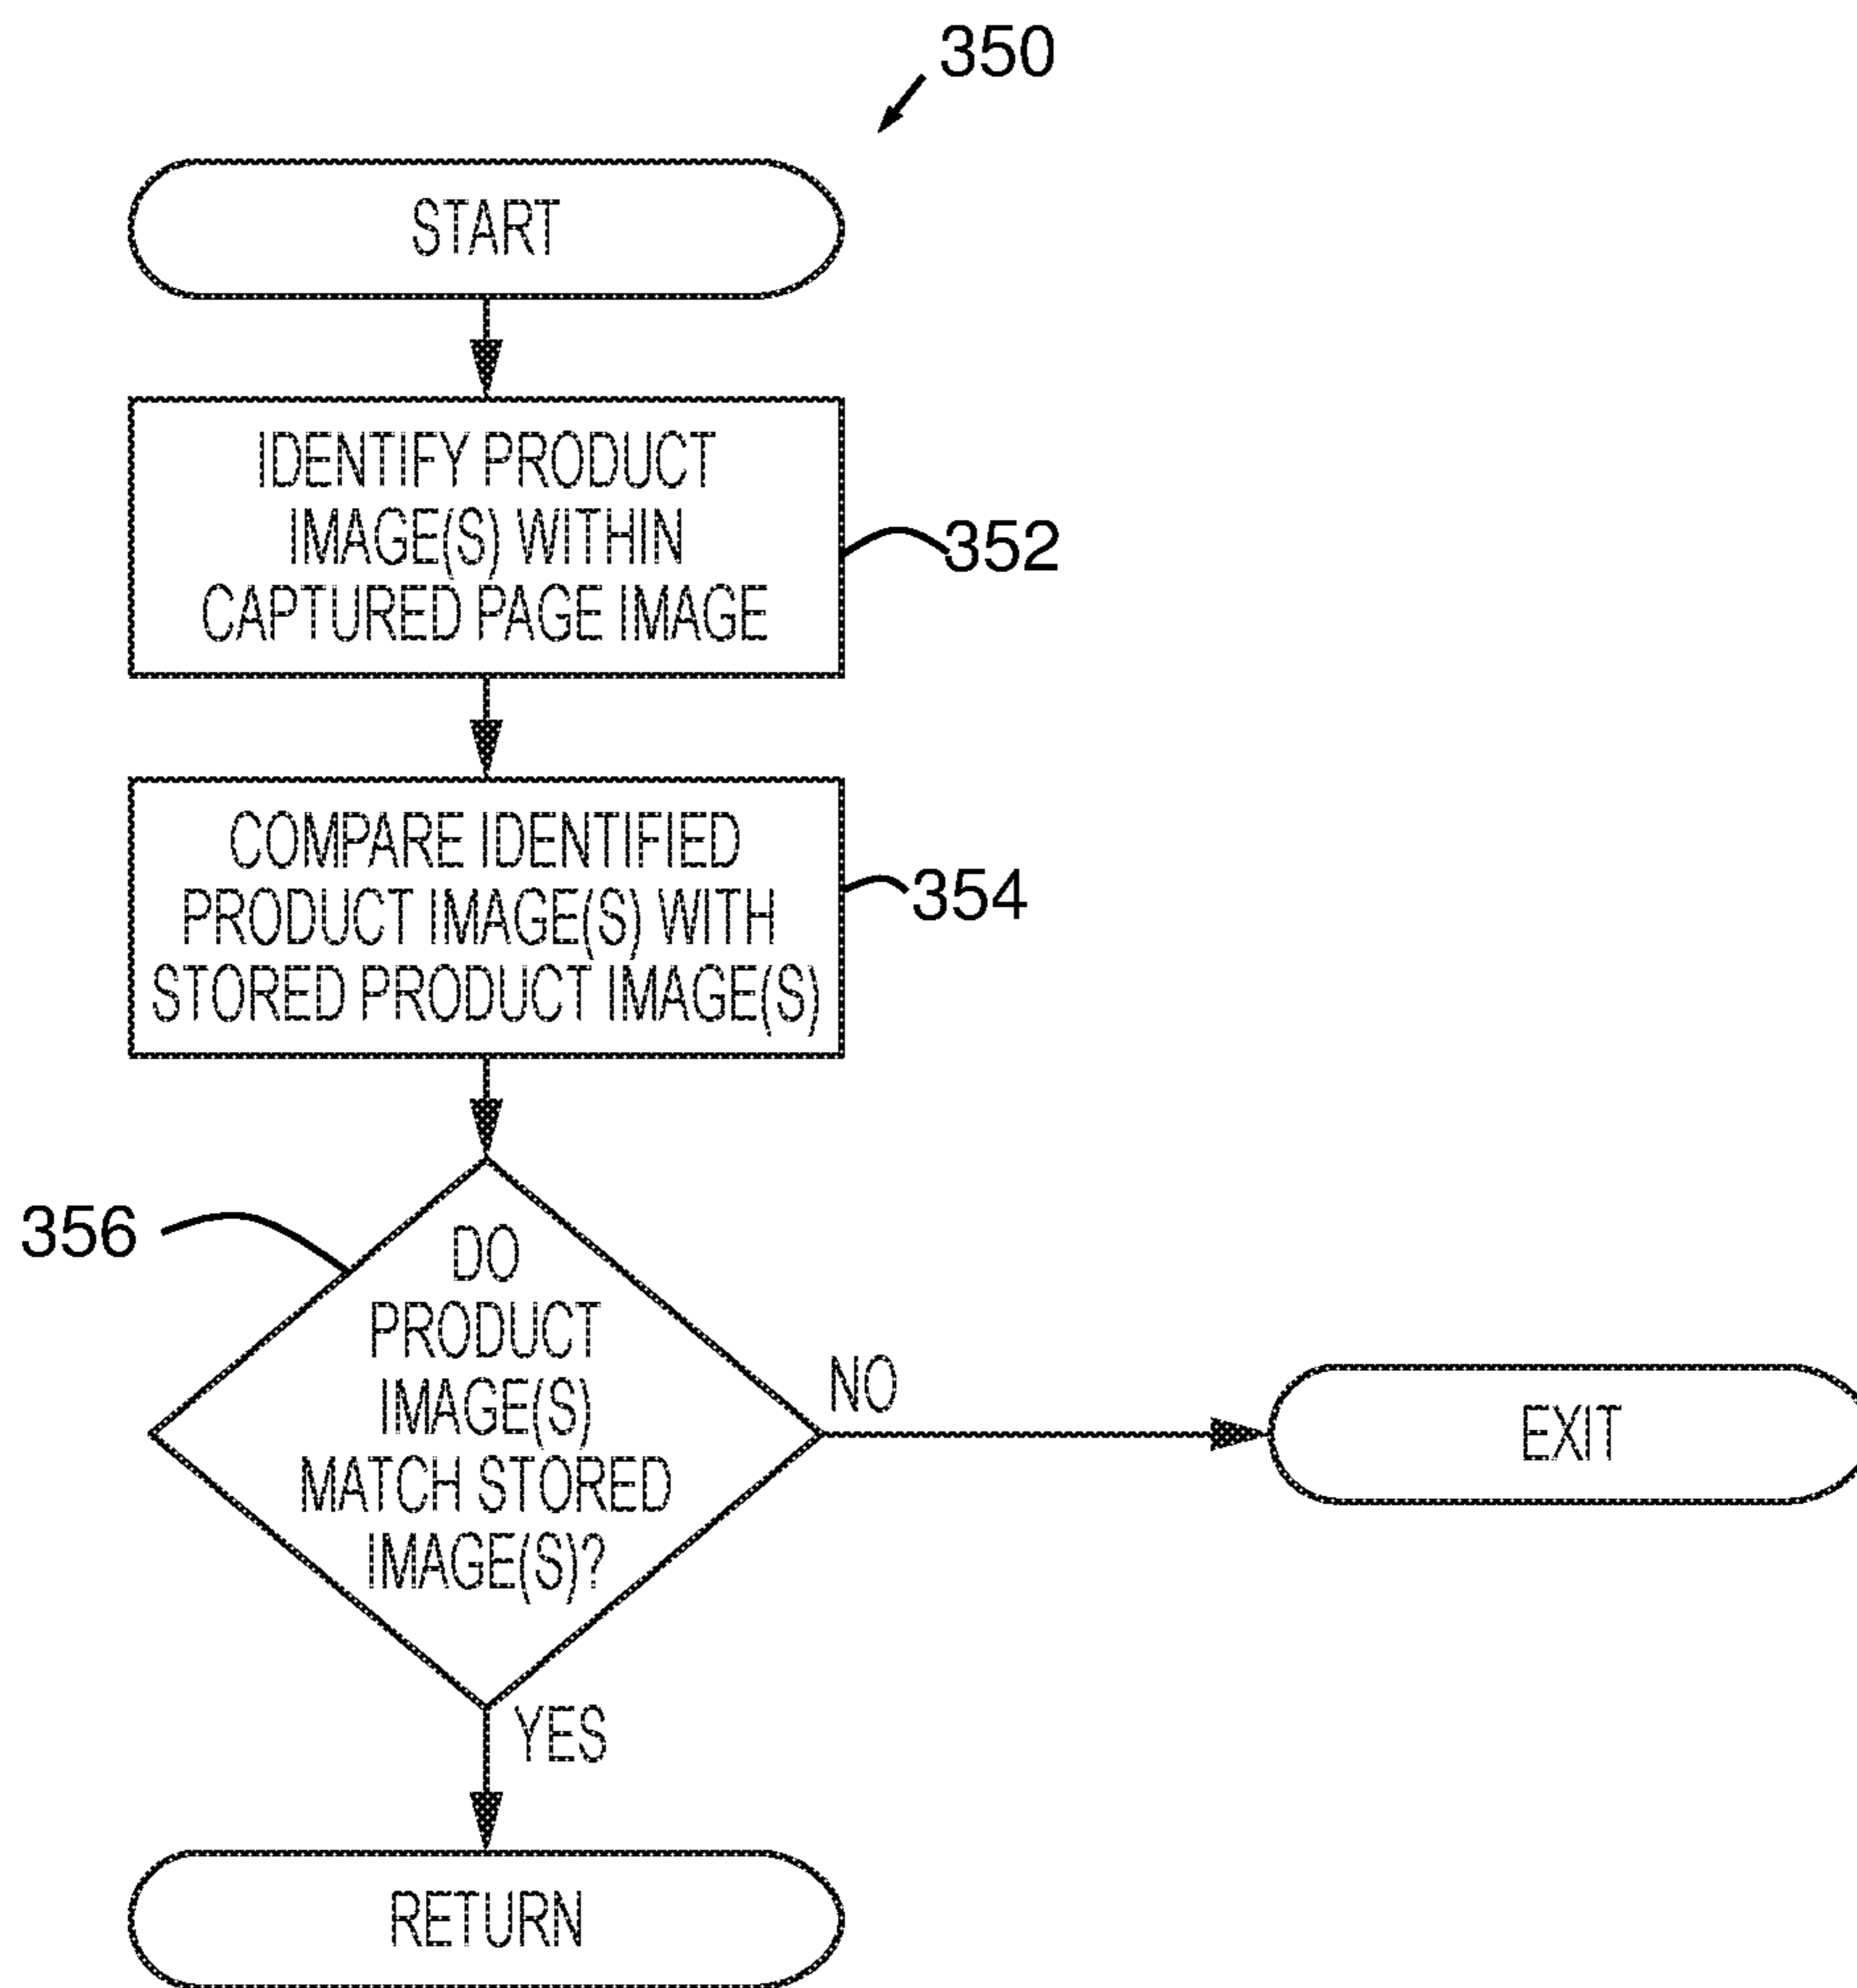 350
START
IDENTIFY PRODUCT
IMAGE(S) WITHIN
CAPTURED PAGE IMAGE
352
COMPARE IDENTIFIED
PRODUCT IMAGE(S) WITH
STORED PRODUCT IMAGE(S)
354
356
DO
PRODUCT
IMAGE(S)
MATCH STORED
IMAGE(S)?
NO
EXIT
YES
RETURN